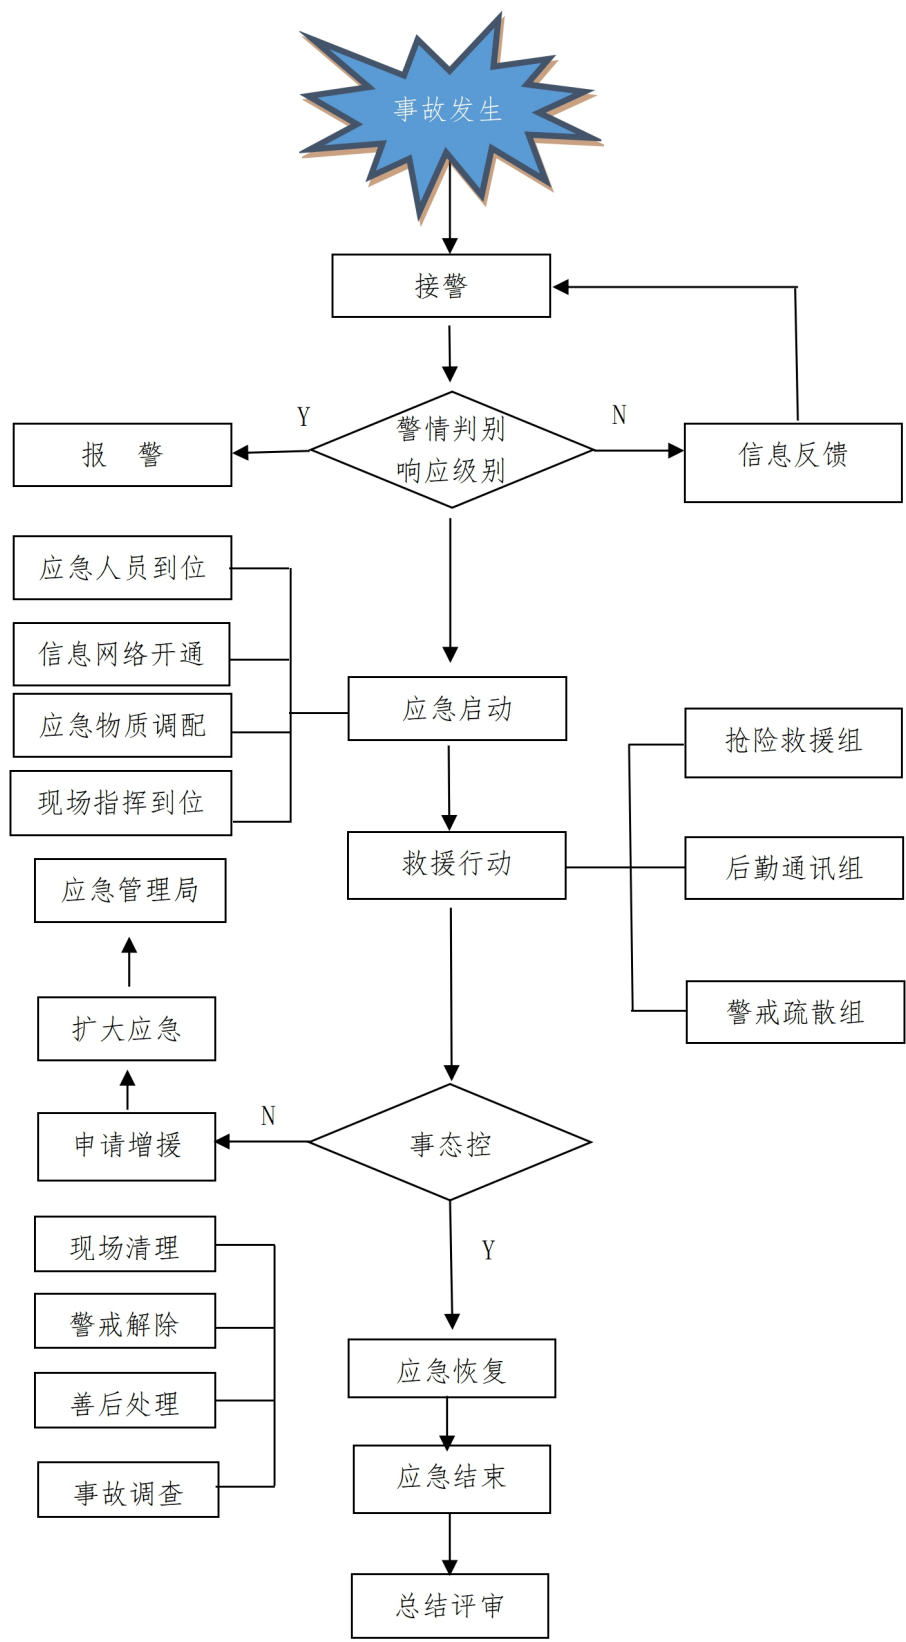 事故发生
接警
Y
N
警情判别
响应级别
报 警
信息反馈
应急人员到位
信息网络开通
应急物质调配
现场指挥到位
应急启动
抢险救援组
救援行动
后勤通讯组
应急管理局
警戒疏散组
扩大应急
N
申请增援
事态控
Y
现场清理
警戒解除
善后处理
事故调查
应急恢复
应急结束
总结评审